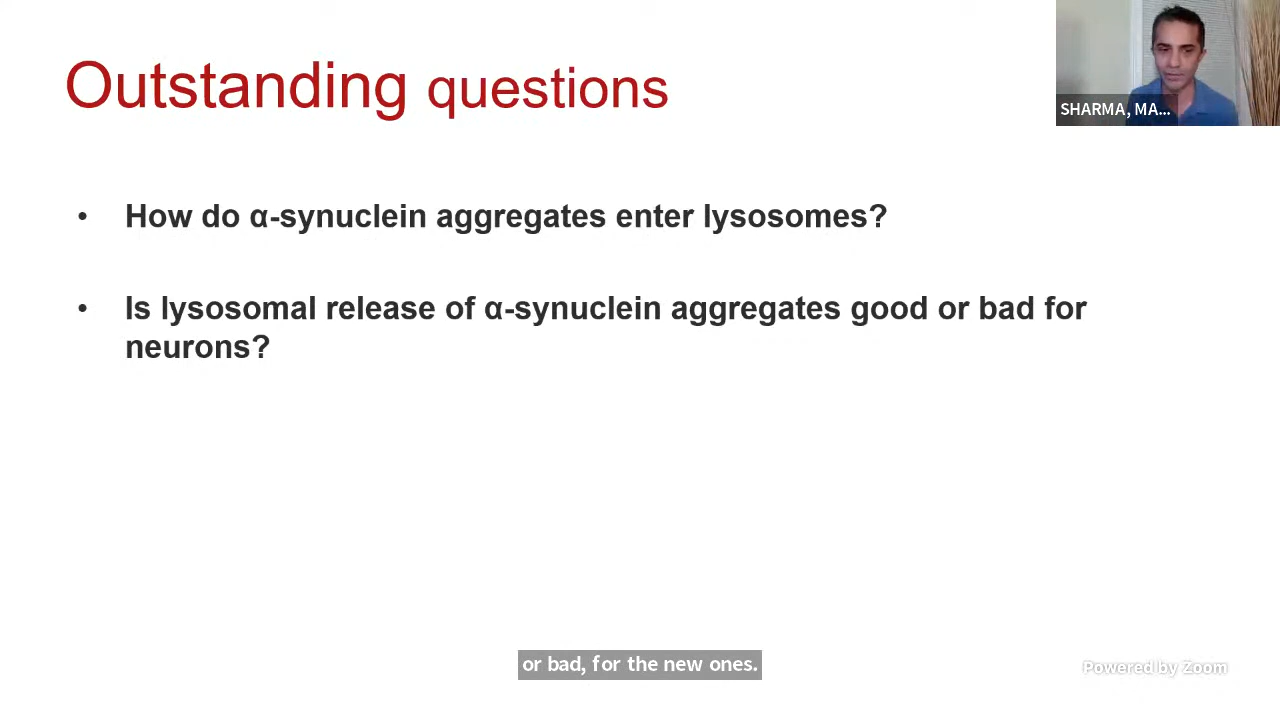 Outstanding questions
SHARMA, MA...
• How do α-synuclein aggregates enter lysosomes?
• Is lysosomal release of α-synuclein aggregates good or bad for
neurons?
or bad, for the new ones.
Powered by Zoom